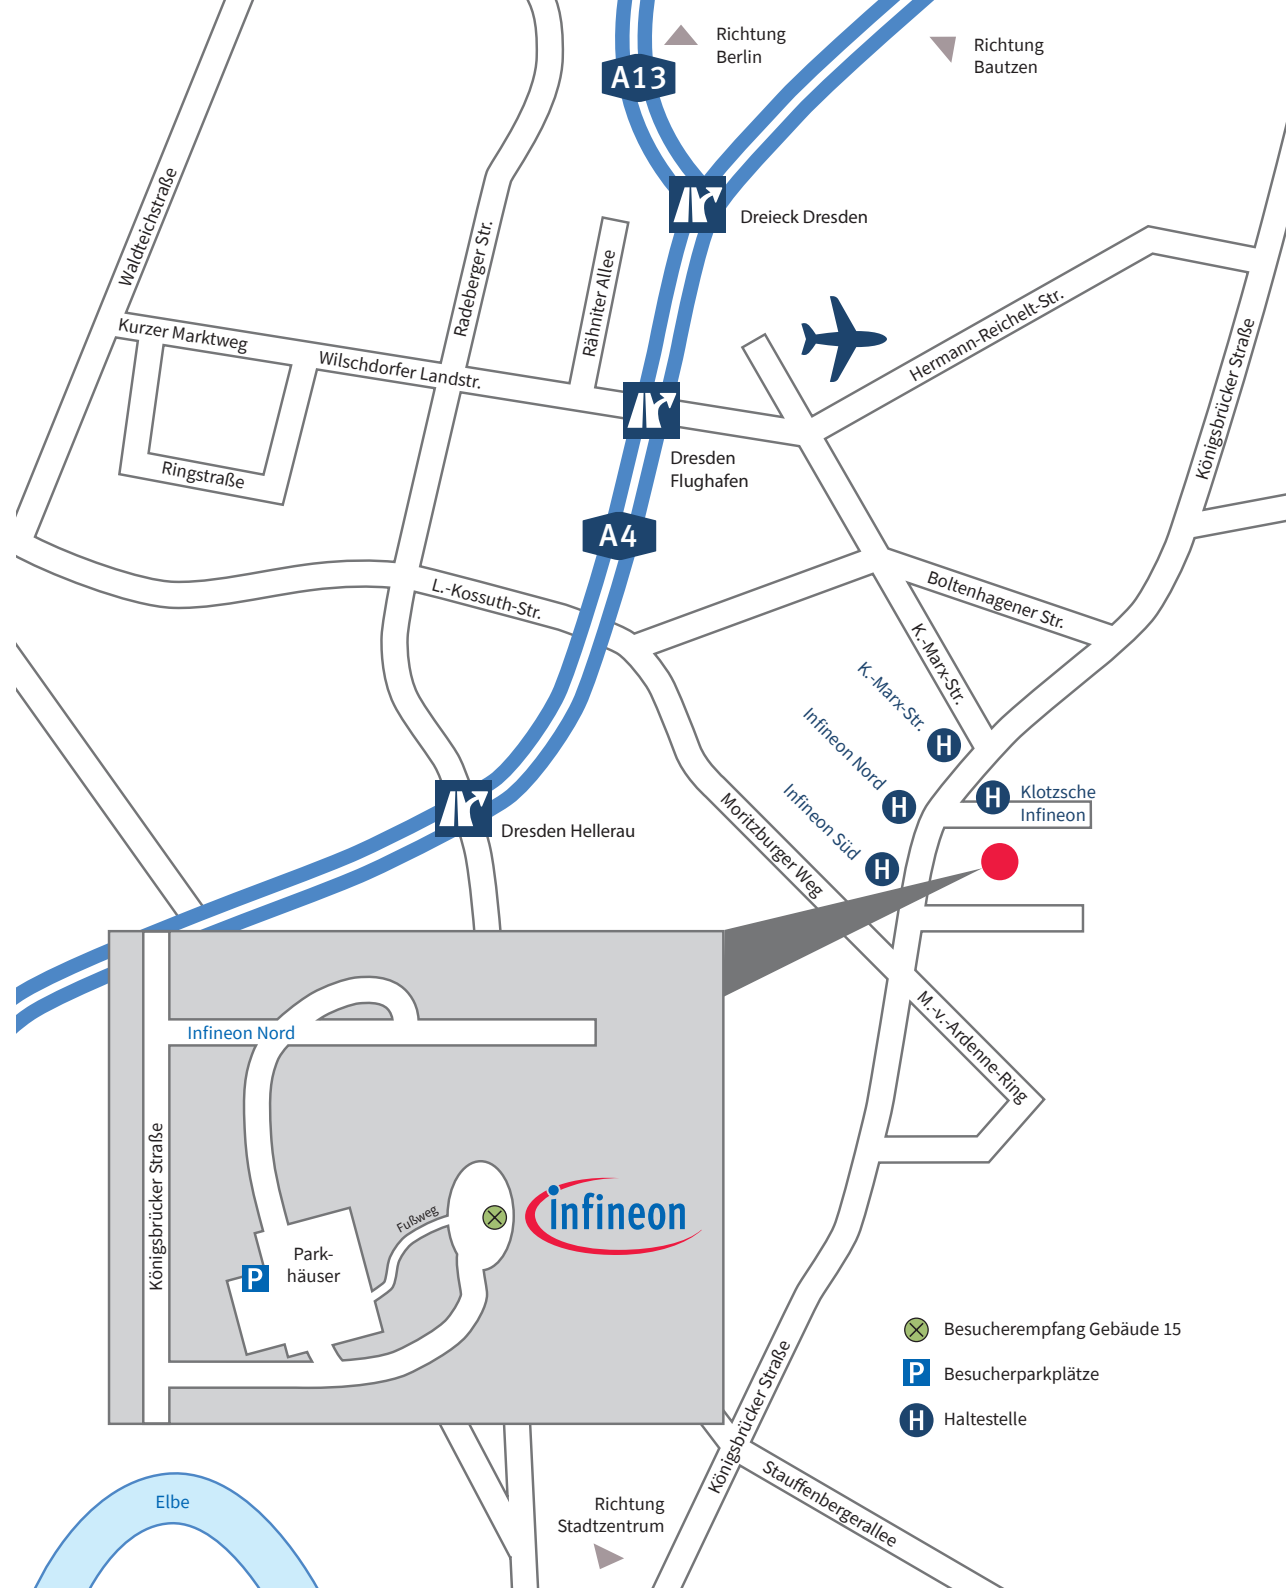 Richtung
Berlin
Richtung
Bautzen
A13
Dreieck Dresden
Waldteichstraße
Radeberger Str.
Rähniter Allee
Kurzer Marktweg
Wilschdorfer Landstr.
Hermann-Reichelt-Str.
Königsbrücker Straße
Ringstraße
Dresden
Flughafen
A4
L.-Kossuth-Str.
Boltenhagener Str.
K.-Marx-Str.
K.-Marx-Str.
H
Infineon Nord
H
Klotzsche
Infineon
H
Infineon Süd
H
Moritzburger Weg
Dresden Hellerau
M.-v.-Ardenne-Ring
Infineon Nord
Königsbrücker Straße
Fußweg
infineon
Park-
häuser
P
Besucherempfang Gebäude 15
P
Besucherparkplätze
H
Haltestelle
Königsbrücker Straße
Stauffenbergerallee
Elbe
Richtung
Stadtzentrum